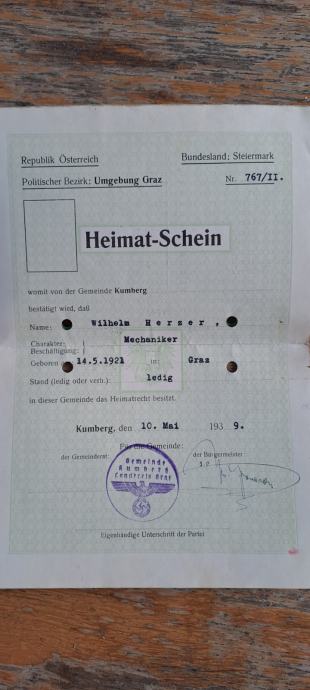 Republik Österreich
Bundesland: Steiermark
Politischer Bezirk: Umgebung Graz
Nr. 767/II.
Heimat-Schein
womit von der Gemeinde Kumberg
bestätigt wird, daß
Name: Wilhelm Herser,
Charakter: Mechaniker
Beschäftigung:
Geboren 14.5.1921 in: Graz
Stand (ledig oder verh.): ledig
in dieser Gemeinde das Heimatrecht besitzt.
Kumberg, den 10. Mai 1939.
Für die Gemeinde:
der Gemeinderat: der Bürgermeister
Gemeinde
Kumberg
Landkreis Graz
Eigenhändige Unterschrift der Partei